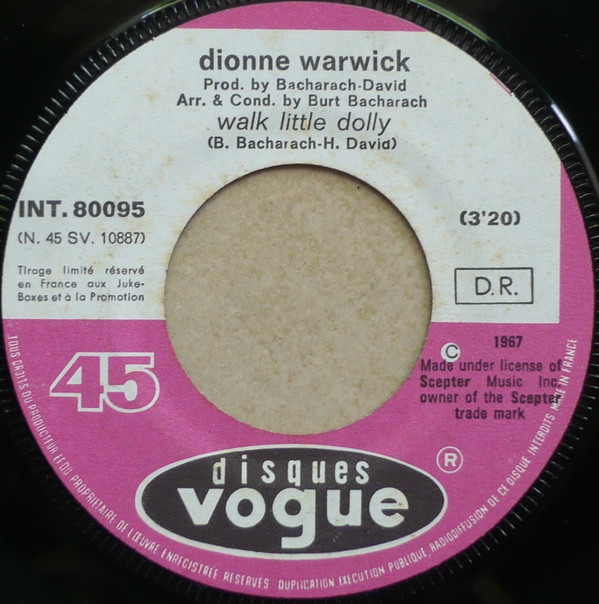 dionne warwick
Prod. by Bacharach-David
Arr. & Cond. by Burt Bacharach
walk little dolly
(B. Bacharach-H. David)
INT. 80095
(N. 45 SV. 10887)
(3'20)
Tirage limité réservé
en France aux Juke-
Boxes et à la Promotion
D.R.
45
© 1967
Made under license of
Scepter Music Inc.
owner of the Scepter
trade mark
disques
vogue
®
TOUS DROITS DU PRODUCTEUR ET DU PROPRIETAIRE DE L'ŒUVRE ENREGISTRÉE RESERVES DUPLICATION EXÉCUTION PUBLIQUE, RADIODIFFUSION DE CE DISQUE INTERDITS MADE IN FRANCE